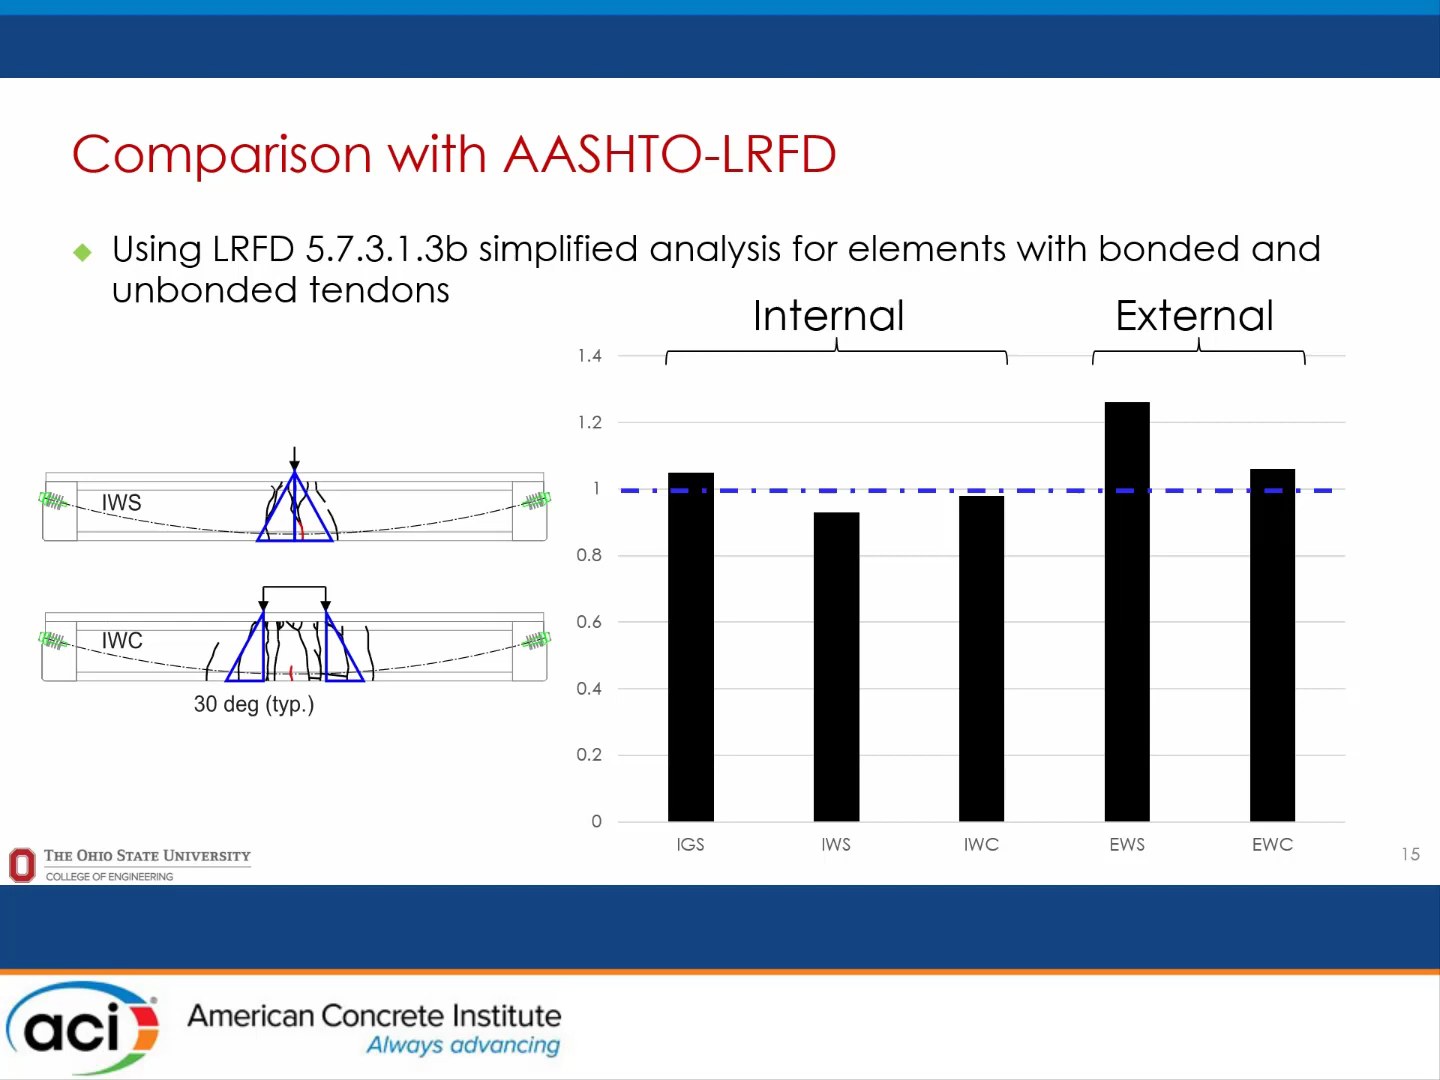 Comparison with AASHTO-LRFD
◆ Using LRFD 5.7.3.1.3b simplified analysis for elements with bonded and
unbonded tendons
Internal
External
1.4
1.2
1
0.8
0.6
0.4
0.2
0
IGS
IWS
IWC
EWS
EWC
IWS
IWC
30 deg (typ.)
THE OHIO STATE UNIVERSITY
COLLEGE OF ENGINEERING
15
aci
American Concrete Institute
Always advancing